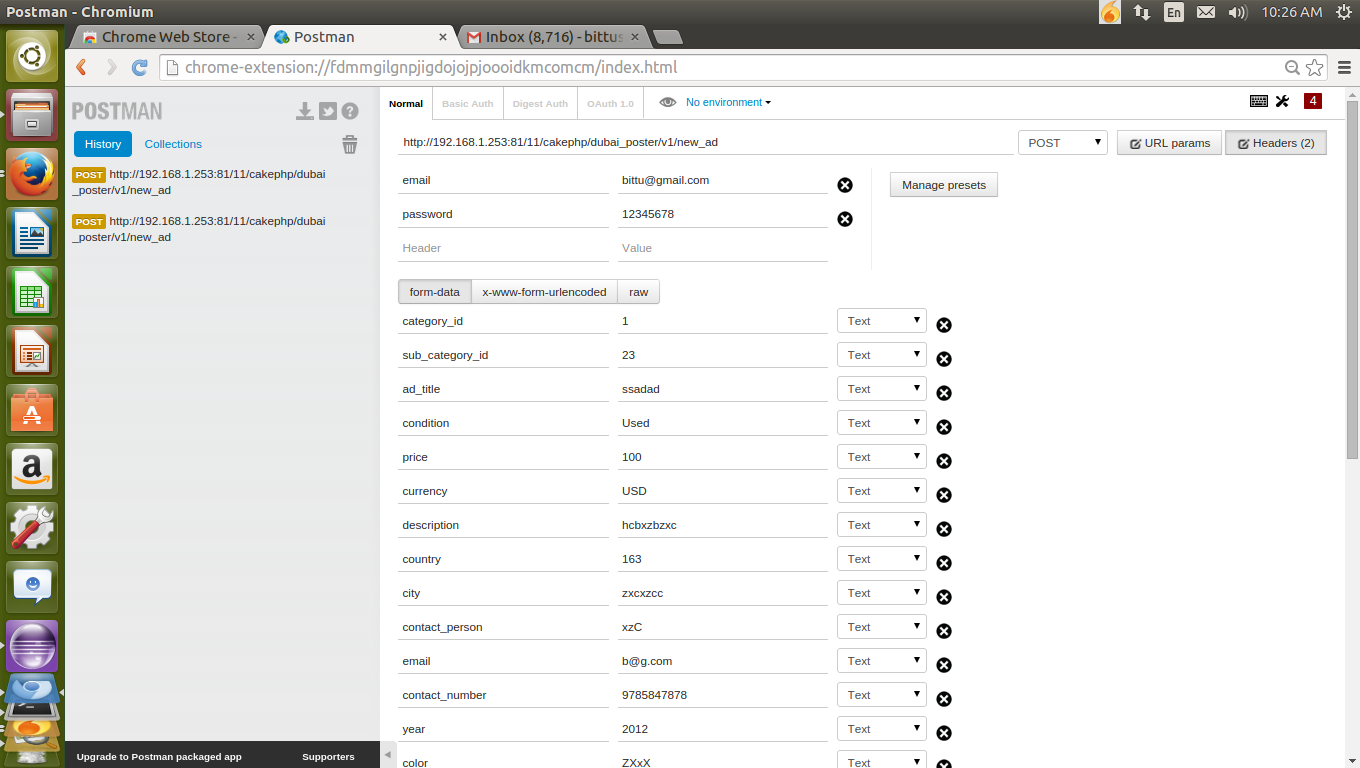 Postman - Chromium
En
10:26 AM
Chrome Web Store -
Postman
Inbox (8,716) - bittus
chrome-extension://fdmmgilgnpjigdojojpjoooidkmcomcm/index.html
POSTMAN
History
Collections
POST http://192.168.1.253:81/11/cakephp/dubai
_poster/v1/new_ad
POST http://192.168.1.253:81/11/cakephp/dubai
_poster/v1/new_ad
Upgrade to Postman packaged app
Supporters
Normal
Basic Auth
Digest Auth
OAuth 1.0
No environment
4
http://192.168.1.253:81/11/cakephp/dubai_poster/v1/new_ad
POST
URL params
Headers (2)
email bittu@gmail.com
Manage presets
password 12345678
Header Value
form-data x-www-form-urlencoded raw
category_id 1 Text
sub_category_id 23 Text
ad_title ssadad Text
condition Used Text
price 100 Text
currency USD Text
description hcbxzbzxc Text
country 163 Text
city zxcxzcc Text
contact_person xzC Text
email b@g.com Text
contact_number 9785847878 Text
year 2012 Text
color ZXxX Text